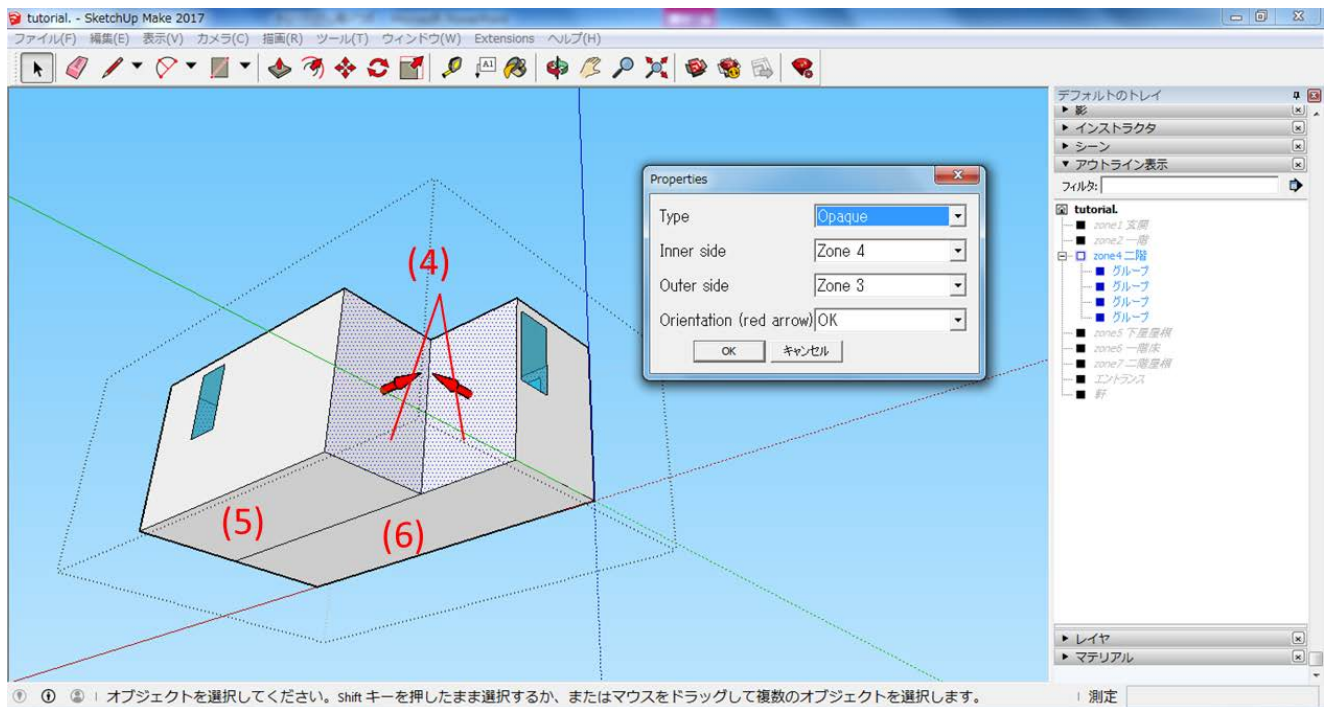 tutorial. - SketchUp Make 2017
ファイル(F) 編集(E) 表示(V) カメラ(C) 描画(R) ツール(T) ウィンドウ(W) Extensions ヘルプ(H)
A1
デフォルトのトレイ
影
インストラクタ
シーン
アウトライン表示
フィルタ:
tutorial.
zone1 玄関
zone2 一階
zone4 二階
グループ
グループ
グループ
グループ
zone5 下屋屋根
zone6 一階床
zone7 二階屋根
エントランス
軒
レイヤ
マテリアル
Properties
Type Opaque
Inner side Zone 4
Outer side Zone 3
Orientation (red arrow) OK
OK キャンセル
(4)
(5)
(6)
オブジェクトを選択してください。Shift キーを押したまま選択するか、またはマウスをドラッグして複数のオブジェクトを選択します。
測定